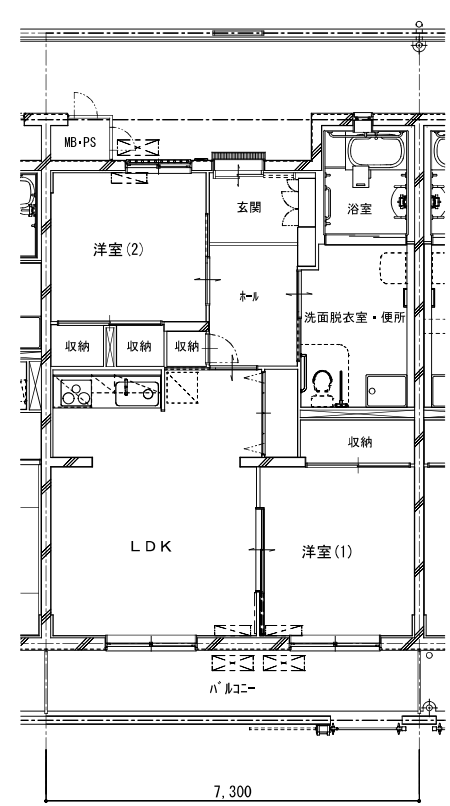 MB・PS
玄関
浴室
洋室(2)
ホール
洗面脱衣室・便所
収納
収納
収納
収納
LDK
洋室(1)
バルコニー
7,300